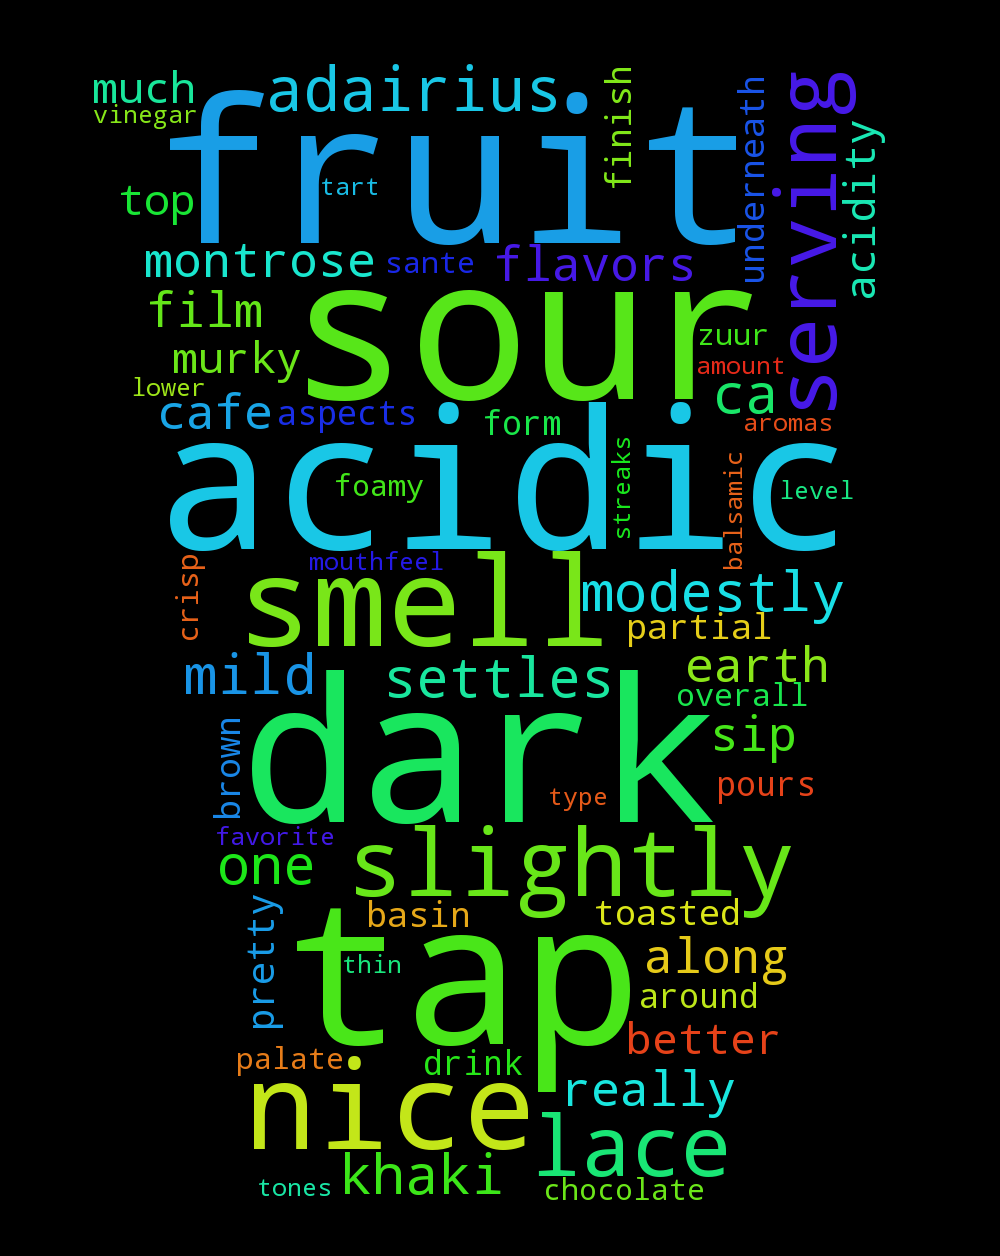 much
adairius
finish
serving
vinegar
fruit
underneath
acidity
tart
top
montrose
sante
flavors
film
sour
zuur
murky
amount
lower
ca
cafe
aspects
form
aromas
acidic
foamy
streaks
balsamic
level
crisp
mouthfeel
smell
modestly
partial
mild
settles
earth
overall
dark
sip
brown
type
pours
favorite
one
slightly
pretty
basin
toasted
tap
thin
along
around
better
palate
drink
nice
really
lace
khaki
tones
chocolate